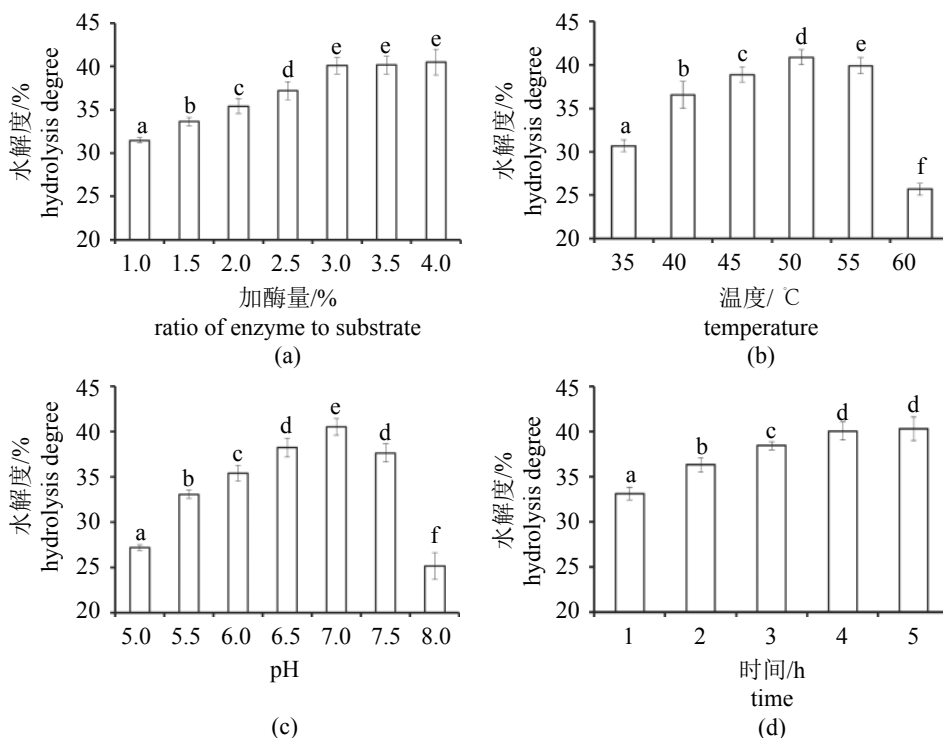 水解度/%
hydrolysis degree
45
40
35
30
25
20
a
b
c
d
e
e
e
1.0 1.5 2.0 2.5 3.0 3.5 4.0
加酶量/%
ratio of enzyme to substrate
(a)
水解度/%
hydrolysis degree
45
40
35
30
25
20
a
b
c
d
e
f
35 40 45 50 55 60
温度/ ℃
temperature
(b)
水解度/%
hydrolysis degree
45
40
35
30
25
20
a
b
c
d
e
d
f
5.0 5.5 6.0 6.5 7.0 7.5 8.0
pH
(c)
水解度/%
hydrolysis degree
45
40
35
30
25
20
a
b
c
d
d
1 2 3 4 5
时间/h
time
(d)